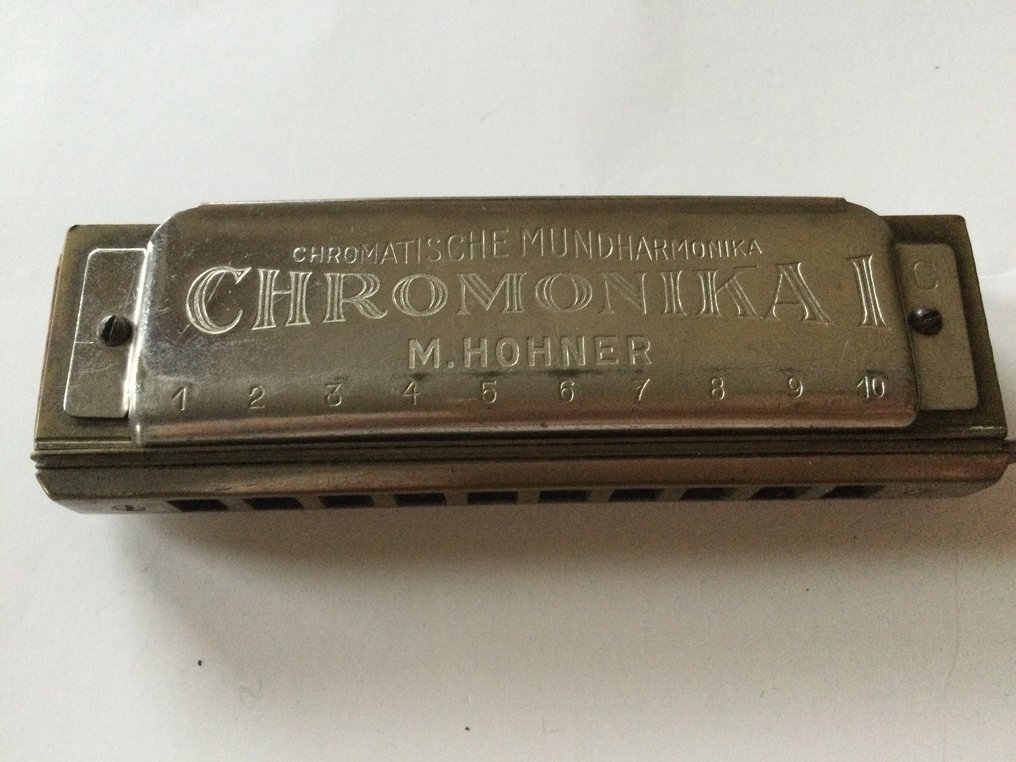 CHROMATISCHE MUNDHARMONIKA
CHROMONIKA I
C
M. HOHNER
1 2 3 4 5 6 7 8 9 10